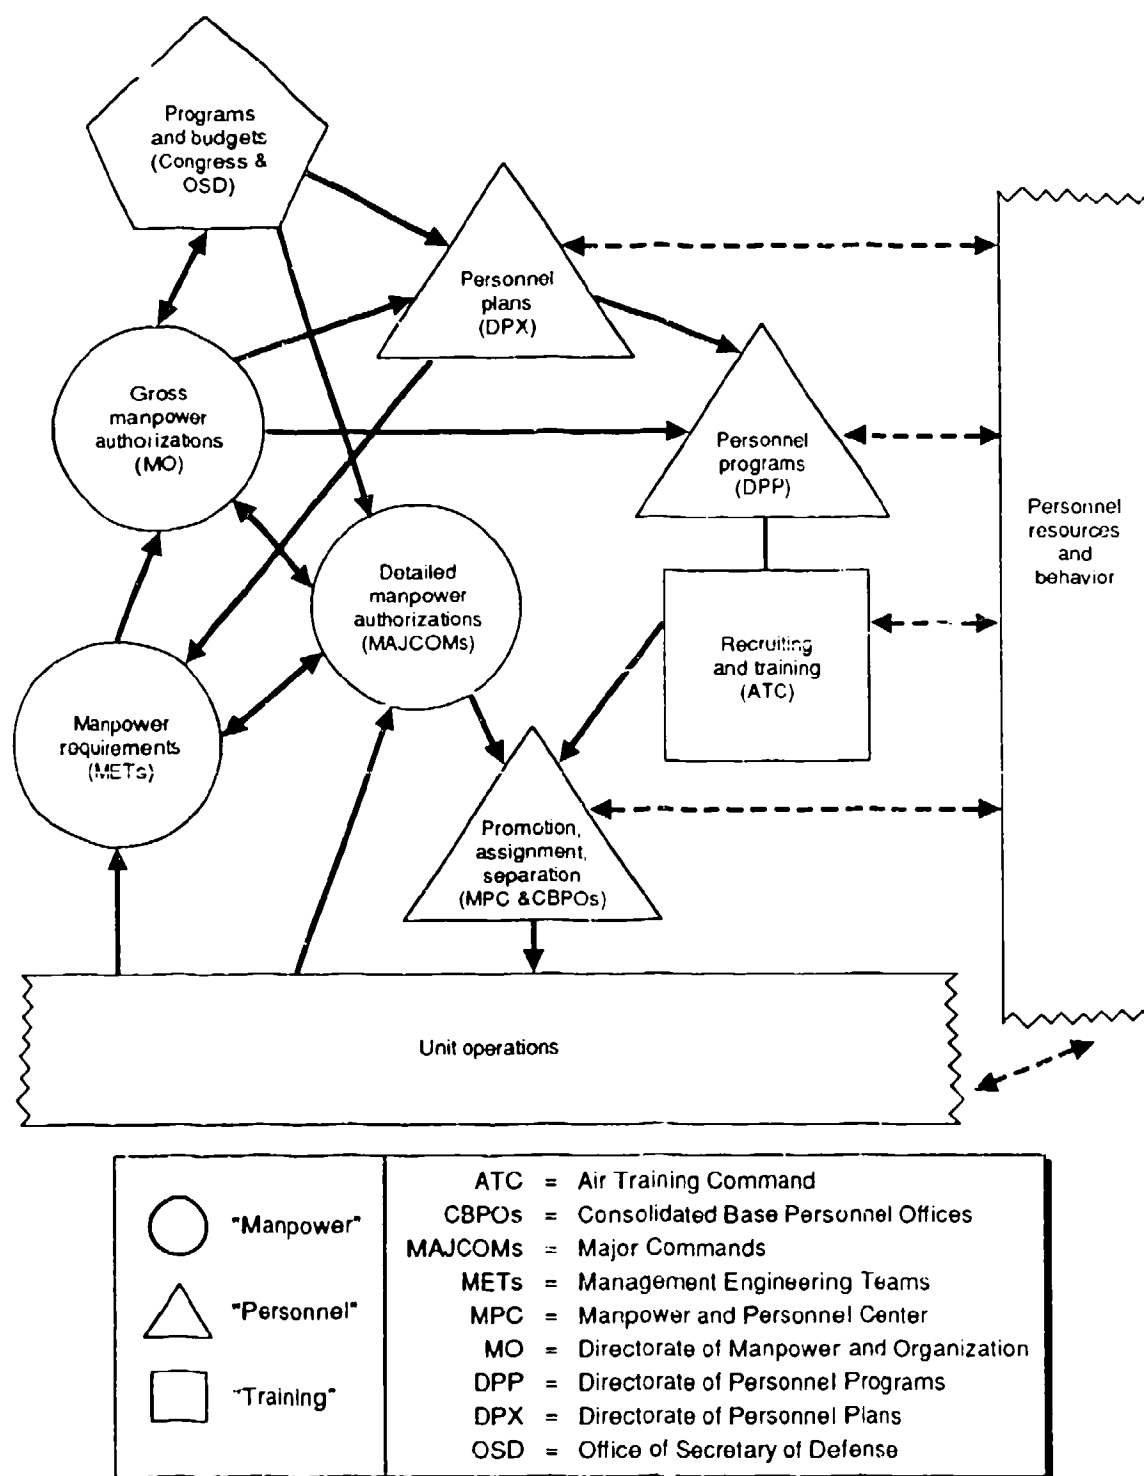 Programs
and budgets
(Congress &
OSD)
Personnel
plans
(DPX)
Gross
manpower
authorizations
(MO)
Personnel
programs
(DPP)
Personnel
resources
and
behavior
Detailed
manpower
authorizations
(MAJCOMs)
Recruiting
and training
(ATC)
Manpower
requirements
(METs)
Promotion,
assignment,
separation
(MPC &CBPOs)
Unit operations
"Manpower"
"Personnel"
"Training"
ATC = Air Training Command
CBPOs = Consolidated Base Personnel Offices
MAJCOMs = Major Commands
METs = Management Engineering Teams
MPC = Manpower and Personnel Center
MO = Directorate of Manpower and Organization
DPP = Directorate of Personnel Programs
DPX = Directorate of Personnel Plans
OSD = Office of Secretary of Defense